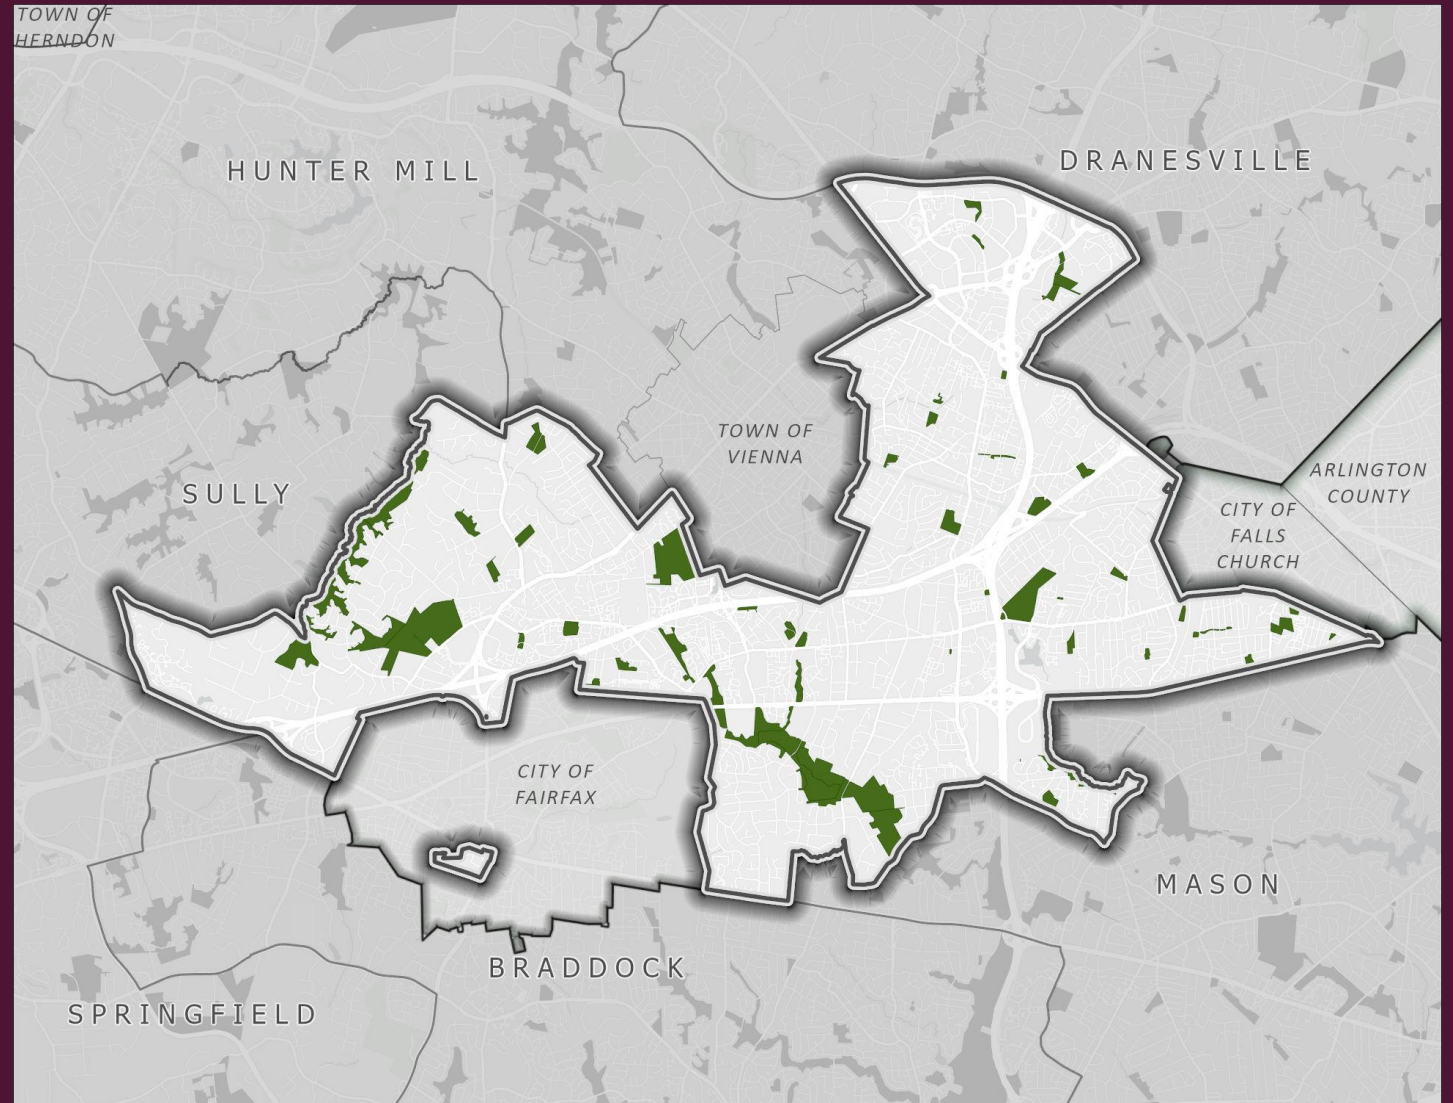 TOWN OF
HERNDON
HUNTER MILL
DRANESVILLE
TOWN OF
VIENNA
ARLINGTON
COUNTY
SULLY
CITY OF
FALLS
CHURCH
CITY OF
FAIRFAX
MASON
BRADDOCK
SPRINGFIELD